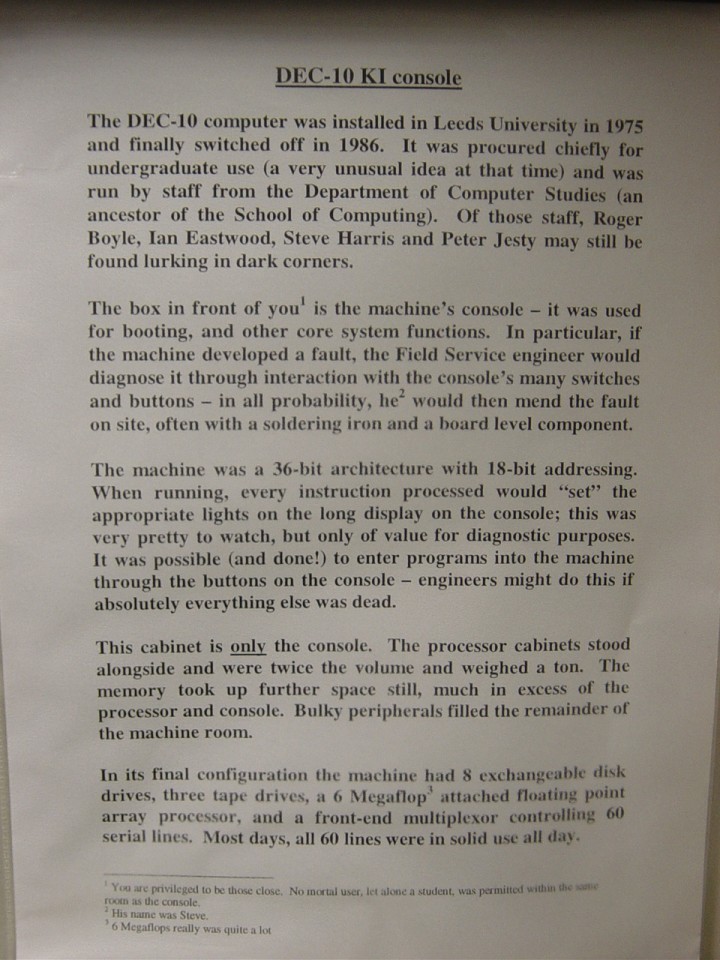 DEC-10 KI console
The DEC-10 computer was installed in Leeds University in 1975
and finally switched off in 1986. It was procured chiefly for
undergraduate use (a very unusual idea at that time) and was
run by staff from the Department of Computer Studies (an
ancestor of the School of Computing). Of those staff, Roger
Boyle, Ian Eastwood, Steve Harris and Peter Jesty may still be
found lurking in dark corners.
The box in front of you¹ is the machine's console – it was used
for booting, and other core system functions. In particular, if
the machine developed a fault, the Field Service engineer would
diagnose it through interaction with the console's many switches
and buttons – in all probability, he² would then mend the fault
on site, often with a soldering iron and a board level component.
The machine was a 36-bit architecture with 18-bit addressing.
When running, every instruction processed would “set” the
appropriate lights on the long display on the console; this was
very pretty to watch, but only of value for diagnostic purposes.
It was possible (and done!) to enter programs into the machine
through the buttons on the console – engineers might do this if
absolutely everything else was dead.
This cabinet is only the console. The processor cabinets stood
alongside and were twice the volume and weighed a ton. The
memory took up further space still, much in excess of the
processor and console. Bulky peripherals filled the remainder of
the machine room.
In its final configuration the machine had 8 exchangeable disk
drives, three tape drives, a 6 Megaflop³ attached floating point
array processor, and a front-end multiplexor controlling 60
serial lines. Most days, all 60 lines were in solid use all day.
¹ You are privileged to be those close. No mortal user, let alone a student, was permitted within the same
room as the console.
² His name was Steve.
³ 6 Megaflops really was quite a lot